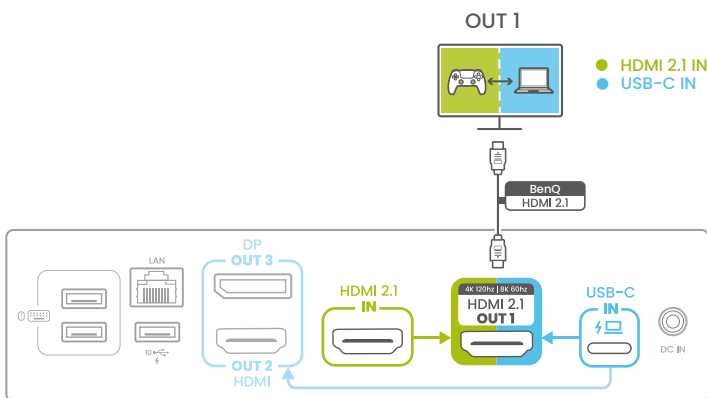 OUT 1
HDMI 2.1 IN
USB-C IN
BenQ
HDMI 2.1
LAN
10
DP
OUT 3
OUT 2
HDMI
HDMI 2.1
IN
4K 120hz | 8K 60hz
HDMI 2.1
OUT 1
USB-C
IN
DC IN